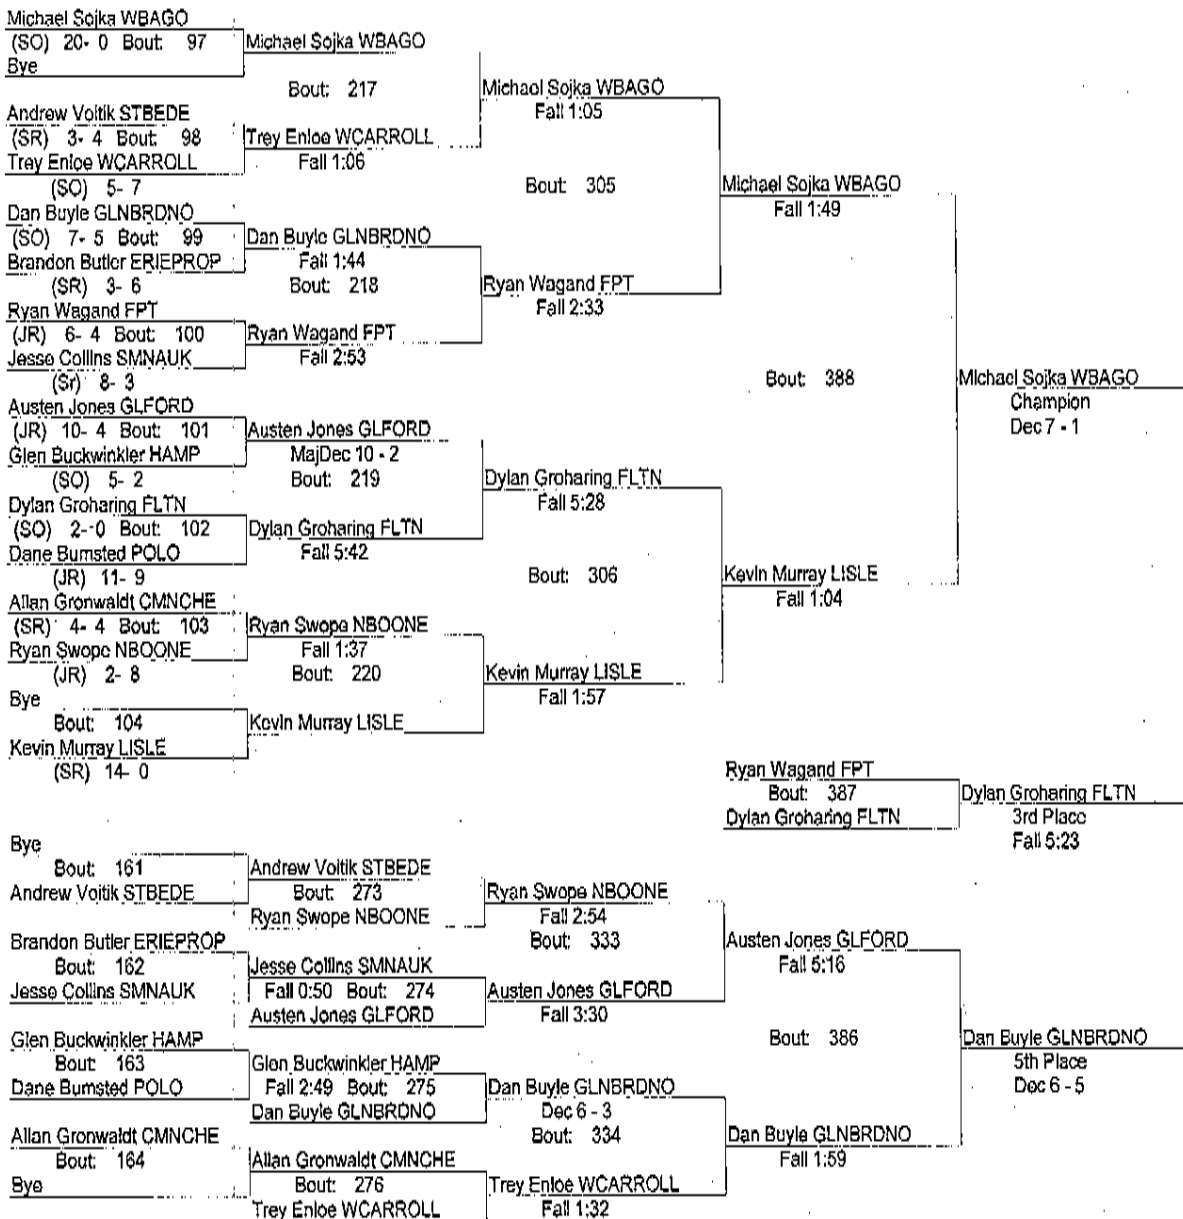 Michael Sojka WBAGO
(SO) 20- 0 Bout: 97
Bye
Michael Sojka WBAGO
Bout: 217
Andrew Voitik STBEDE
(SR) 3- 4 Bout: 98
Trey Enloe WCARROLL
(SO) 5- 7
Trey Enloe WCARROLL
Fall 1:06
Michael Sojka WBAGO
Fall 1:05
Bout: 305
Dan Buyle GLNBRDNO
(SO) 7- 5 Bout: 99
Brandon Butler ERIEPROP
(SR) 3- 6
Dan Buyle GLNBRDNO
Fall 1:44
Bout: 218
Ryan Wagand FPT
(JR) 6- 4 Bout: 100
Jesse Collins SMNAUK
(Sr) 8- 3
Ryan Wagand FPT
Fall 2:53
Ryan Wagand FPT
Fall 2:33
Michael Sojka WBAGO
Fall 1:49
Bout: 388
Michael Sojka WBAGO
Champion
Dec 7 - 1
Austen Jones GLFORD
(JR) 10- 4 Bout: 101
Glen Buckwinkler HAMP
(SO) 5- 2
Austen Jones GLFORD
MajDec 10 - 2
Bout: 219
Dylan Groharing FLTN
(SO) 2- 0 Bout: 102
Dane Bumsted POLO
(JR) 11- 9
Dylan Groharing FLTN
Fall 5:42
Dylan Groharing FLTN
Fall 5:28
Bout: 306
Allan Gronwaldt CMNCHE
(SR) 4- 4 Bout: 103
Ryan Swope NBOONE
(JR) 2- 8
Ryan Swope NBOONE
Fall 1:37
Bout: 220
Bye
Bout: 104
Kevin Murray LISLE
(SR) 14- 0
Kevin Murray LISLE
Kevin Murray LISLE
Fall 1:57
Kevin Murray LISLE
Fall 1:04
Ryan Wagand FPT
Bout: 387
Dylan Groharing FLTN
Dylan Groharing FLTN
3rd Place
Fall 5:23
Bye
Bout: 161
Andrew Voitik STBEDE
Andrew Voitik STBEDE
Bout: 273
Ryan Swope NBOONE
Ryan Swope NBOONE
Fall 2:54
Bout: 333
Brandon Butler ERIEPROP
Bout: 162
Jesse Collins SMNAUK
Jesse Collins SMNAUK
Fall 0:50 Bout: 274
Austen Jones GLFORD
Austen Jones GLFORD
Fall 3:30
Austen Jones GLFORD
Fall 5:16
Bout: 386
Glen Buckwinkler HAMP
Bout: 163
Dane Bumsted POLO
Glen Buckwinkler HAMP
Fall 2:49 Bout: 275
Dan Buyle GLNBRDNO
Dan Buyle GLNBRDNO
Dec 6 - 3
Bout: 334
Allan Gronwaldt CMNCHE
Bout: 164
Bye
Allan Gronwaldt CMNCHE
Bout: 276
Trey Enloe WCARROLL
Trey Enloe WCARROLL
Fall 1:32
Dan Buyle GLNBRDNO
Fall 1:59
Dan Buyle GLNBRDNO
5th Place
Dec 6 - 5